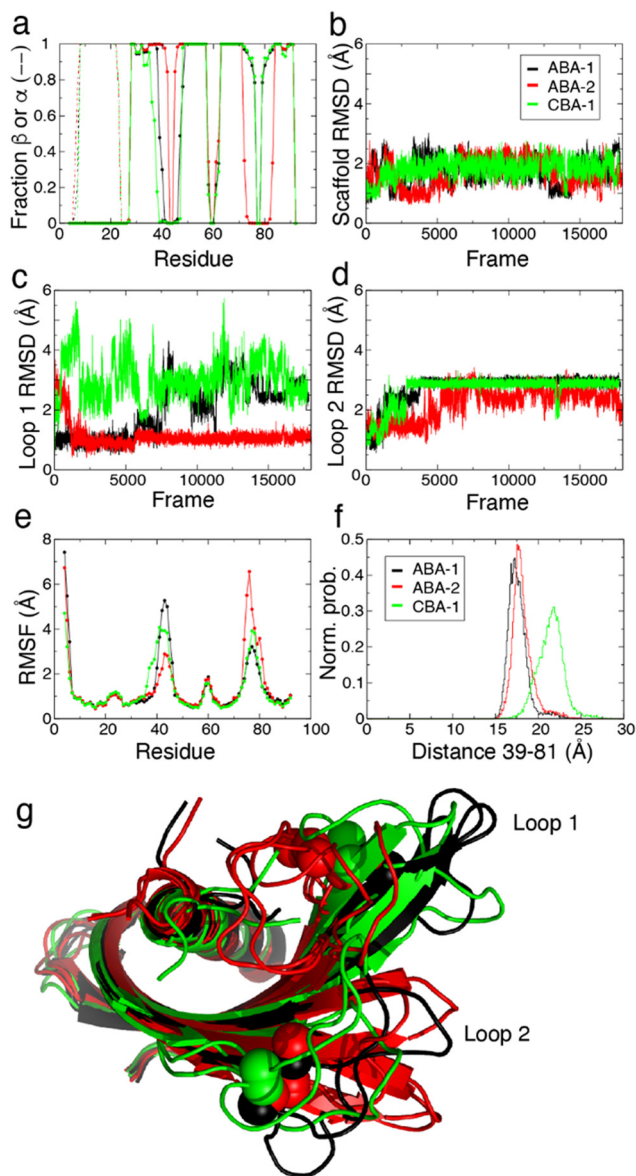 a
Fraction β or α (--)
1
0.8
0.6
0.4
0.2
0
0 20 40 60 80
Residue
b
Scaffold RMSD (Å)
6
4
2
0
0 5000 10000 15000
Frame
ABA-1
ABA-2
CBA-1
c
Loop 1 RMSD (Å)
6
4
2
0
0 5000 10000 15000
Frame
d
Loop 2 RMSD (Å)
6
4
2
0
0 5000 10000 15000
Frame
e
RMSF (Å)
8
6
4
2
0
0 20 40 60 80 100
Residue
f
Norm. prob.
0.5
0.4
0.3
0.2
0.1
0
0 5 10 15 20 25 30
Distance 39-81 (Å)
ABA-1
ABA-2
CBA-1
g
Loop 1
Loop 2